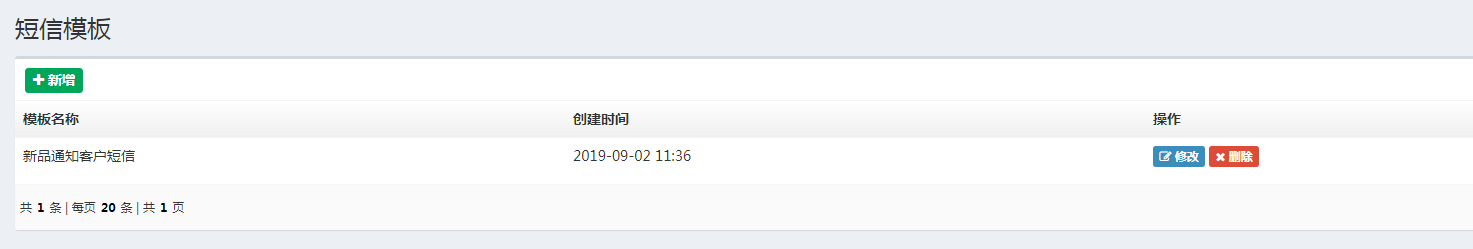 短信模板
新增
模板名称 创建时间 操作
新品通知客户短信 2019-09-02 11:36 修改 删除
共 1 条 | 每页 20 条 | 共 1 页